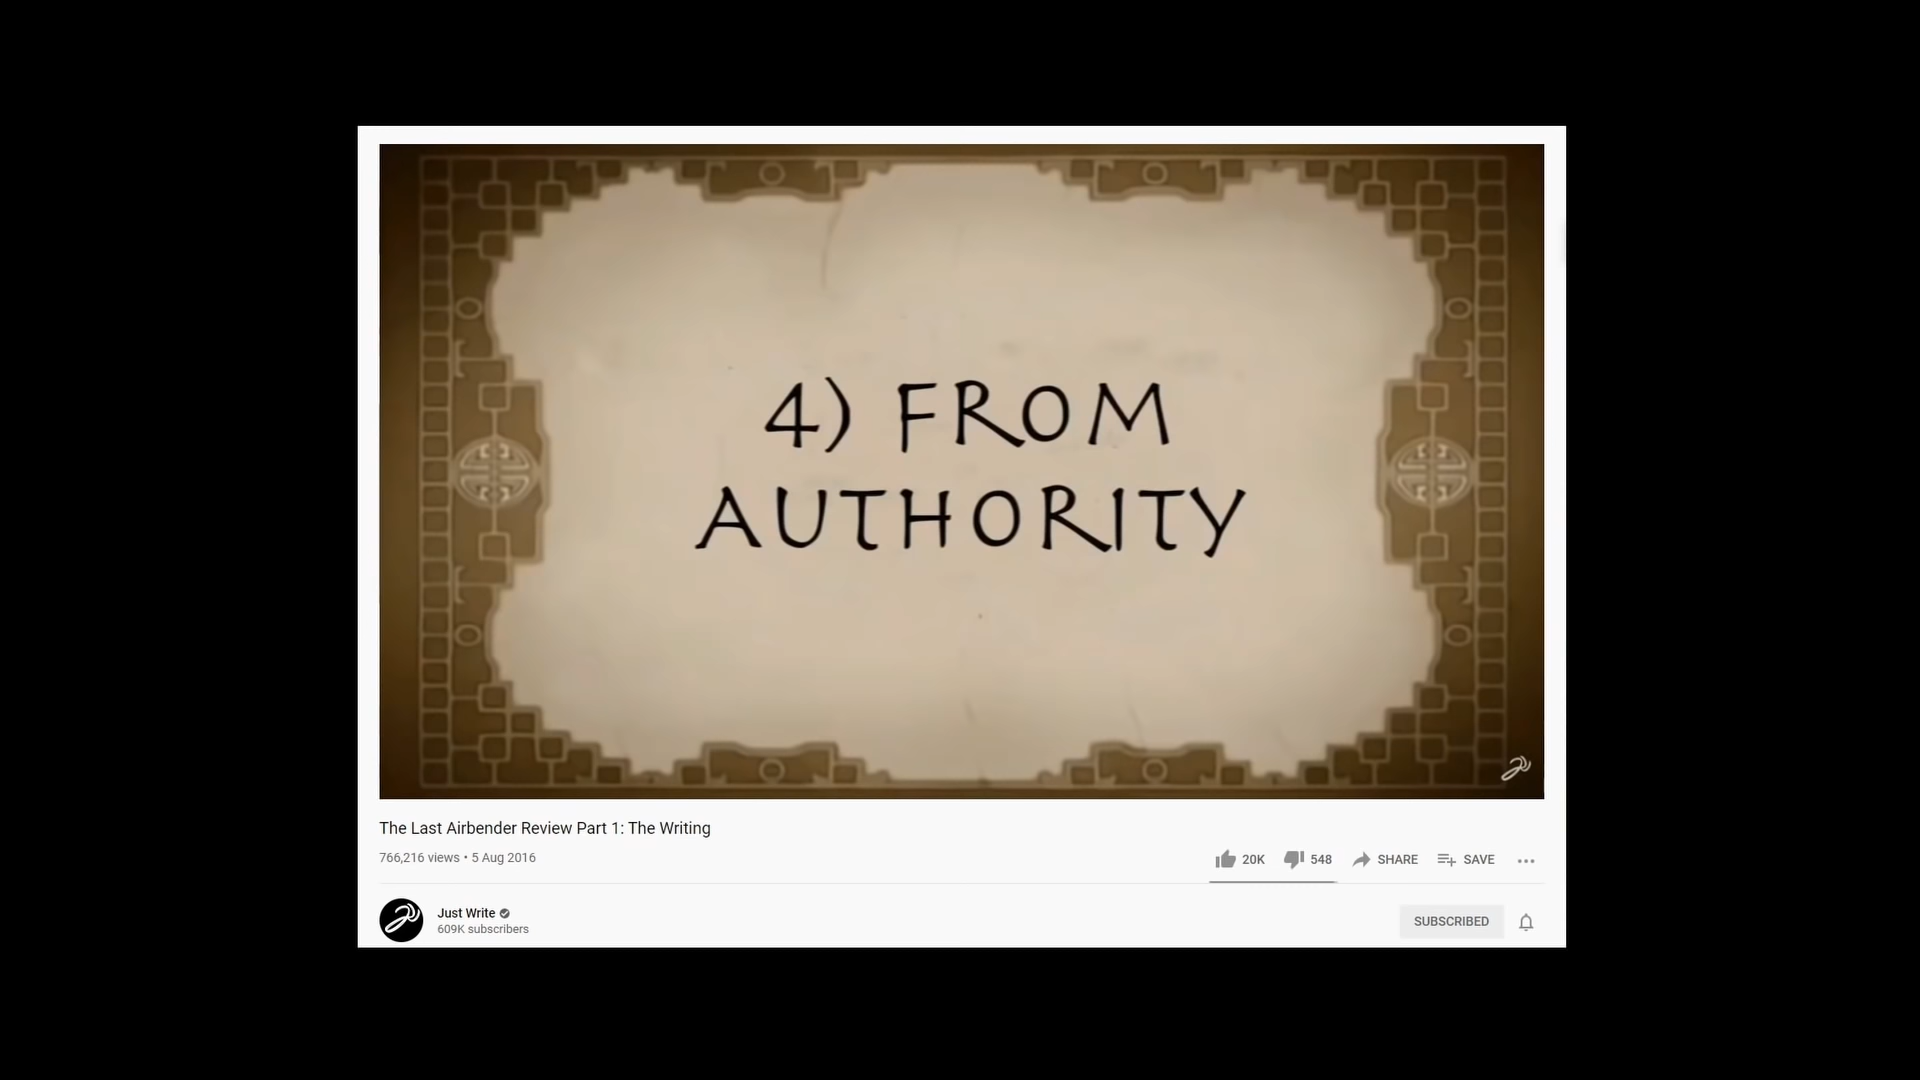 4) FROM
AUTHORITY
The Last Airbender Review Part 1: The Writing
766,216 views • 5 Aug 2016
20K
548
SHARE
SAVE
Just Write
609K subscribers
SUBSCRIBED